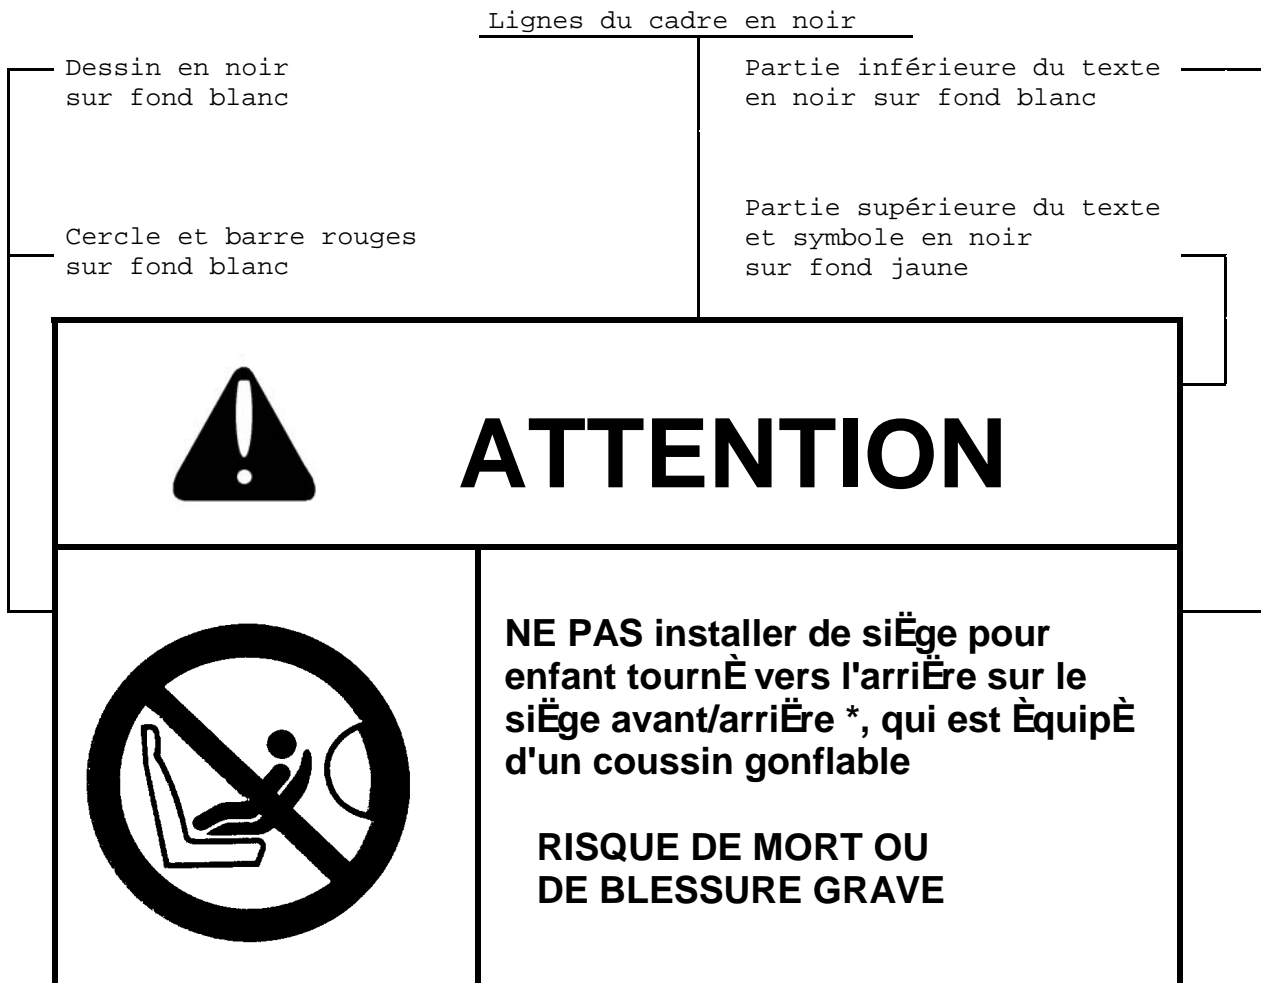 Lignes du cadre en noir
Dessin en noir
sur fond blanc
Partie inférieure du texte
en noir sur fond blanc
Cercle et barre rouges
sur fond blanc
Partie supérieure du texte
et symbole en noir
sur fond jaune
ATTENTION
NE PAS installer de siËge pour
enfant tournÈ vers l'arriËre sur le
siËge avant/arriËre *, qui est ÈquipÈ
d'un coussin gonflable
RISQUE DE MORT OU
DE BLESSURE GRAVE